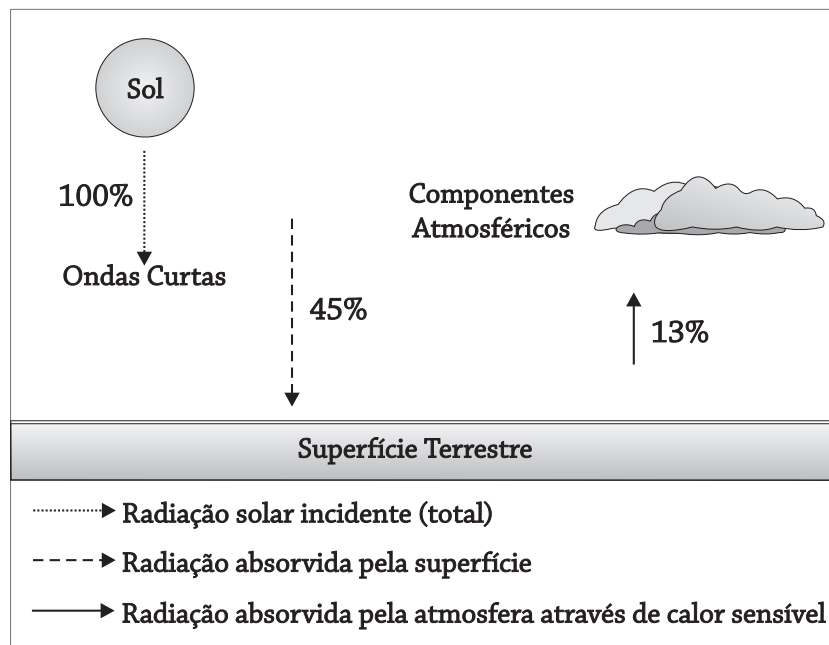 Sol
100%
Ondas Curtas
45%
Componentes
Atmosféricos
13%
Superfície Terrestre
Radiação solar incidente (total)
Radiação absorvida pela superfície
Radiação absorvida pela atmosfera através de calor sensível